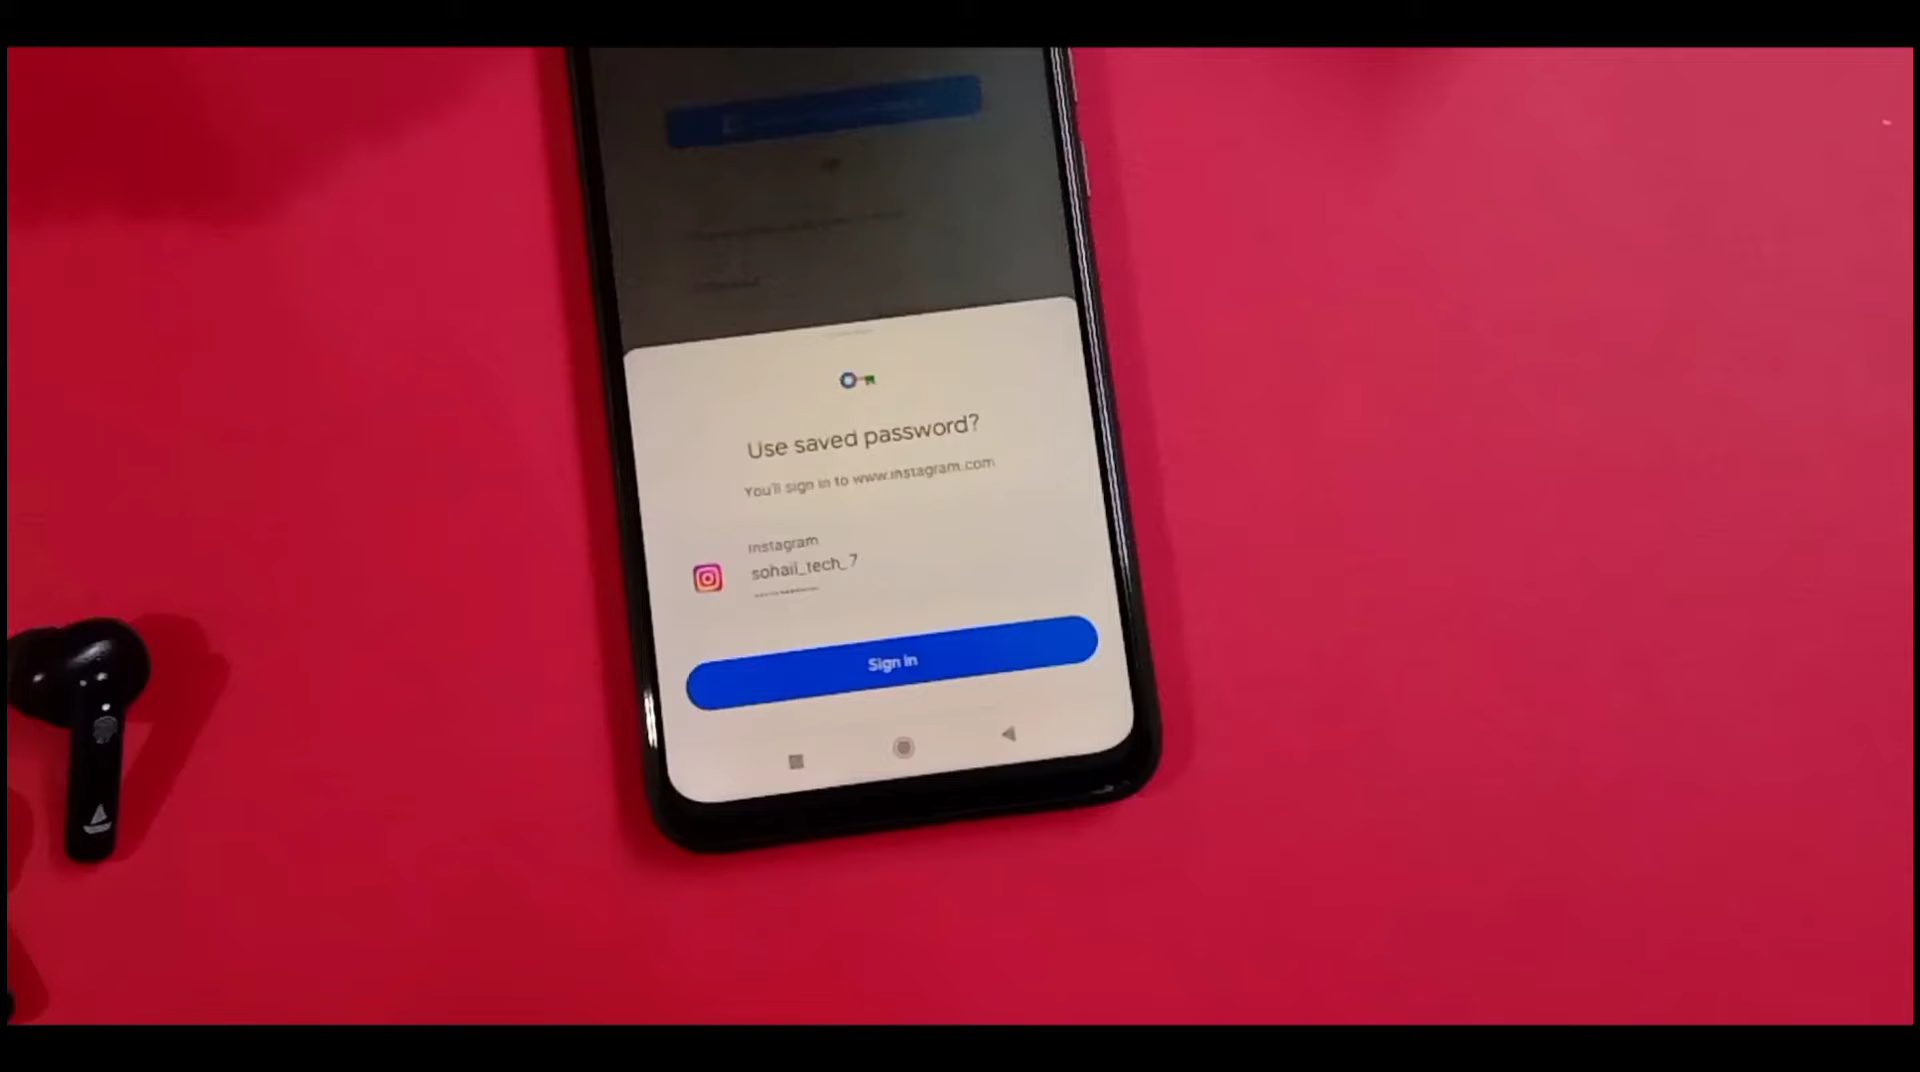 Use saved password?
You'll sign in to www.instagram.com
Instagram
sohail_tech_7
Sign in